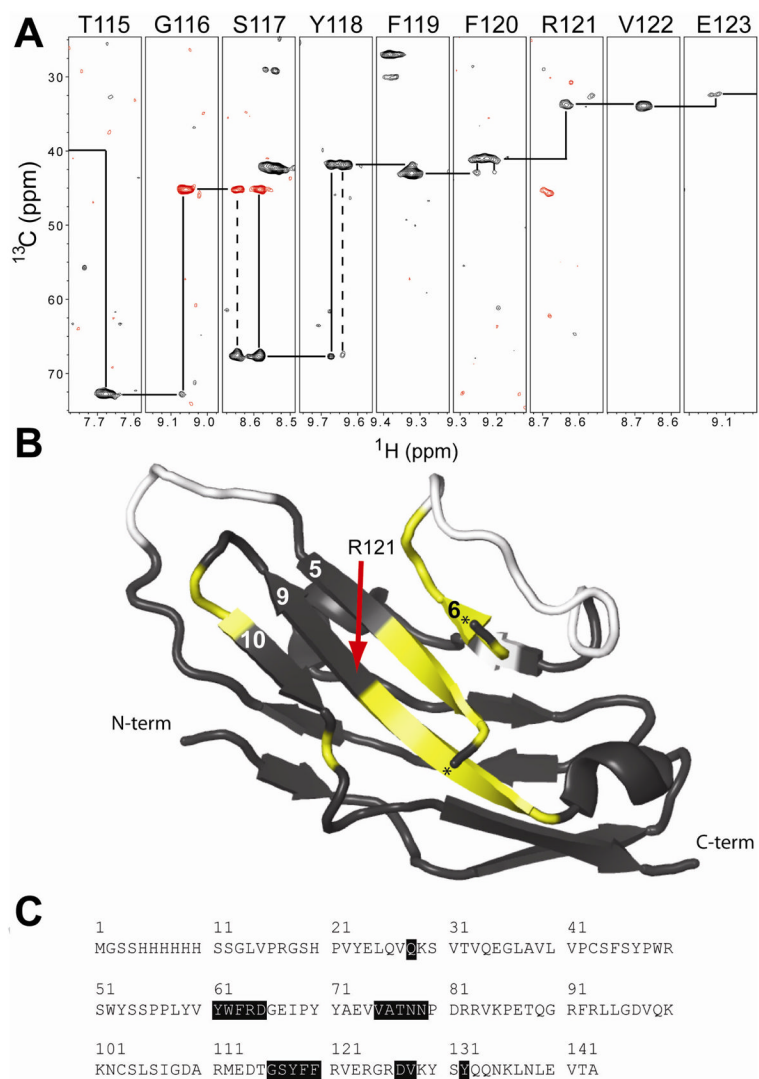 A
T115 G116 S117 Y118 F119 F120 R121 V122 E123
30
40
50
60
70
13C (ppm)
7.7 7.6 9.1 9.0 8.6 8.5 9.7 9.6 9.4 9.3 9.3 9.2 8.7 8.6 8.7 8.6 9.1
1H (ppm)
B
R121
5
6
*
9
10
N-term
*
C-term
C
1 11 21 31 41
MGSSHHHHHH SSGLVPRGSH PVYELQVQKS VTVQEGLAVL VPCSFSYPWR
51 61 71 81 91
SWYSSPPLYV YWFRDGEIPY YAEVVATNNP DRRVKPETQG RFRLLGDVQK
101 111 121 131 141
KNCSLSIGDA RMEDTGSYFF RVERGRDVKY SYQQNKLNLE VTA